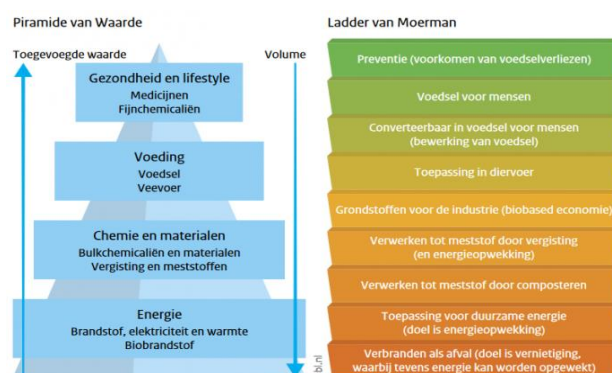 Piramide van Waarde
Toegevoegde waarde
Volume
Gezondheid en lifestyle
Medicijnen
Fijnchemicaliën
Voeding
Voedsel
Veevoer
Chemie en materialen
Bulkchemicaliën en materialen
Vergisting en meststoffen
Energie
Brandstof, elektriciteit en warmte
Biobrandstof
Ladder van Moerman
Preventie (voorkomen van voedselverliezen)
Voedsel voor mensen
Converteerbaar in voedsel voor mensen
(bewerking van voedsel)
Toepassing in diervoer
Grondstoffen voor de industrie (biobased economie)
Verwerken tot meststof door vergisting
(en energieopwekking)
Verwerken tot meststof door composteren
Toepassing voor duurzame energie
(doel is energieopwekking)
Verbranden als afval (doel is vernietiging,
waarbij tevens energie kan worden opgewekt)
bl.nl